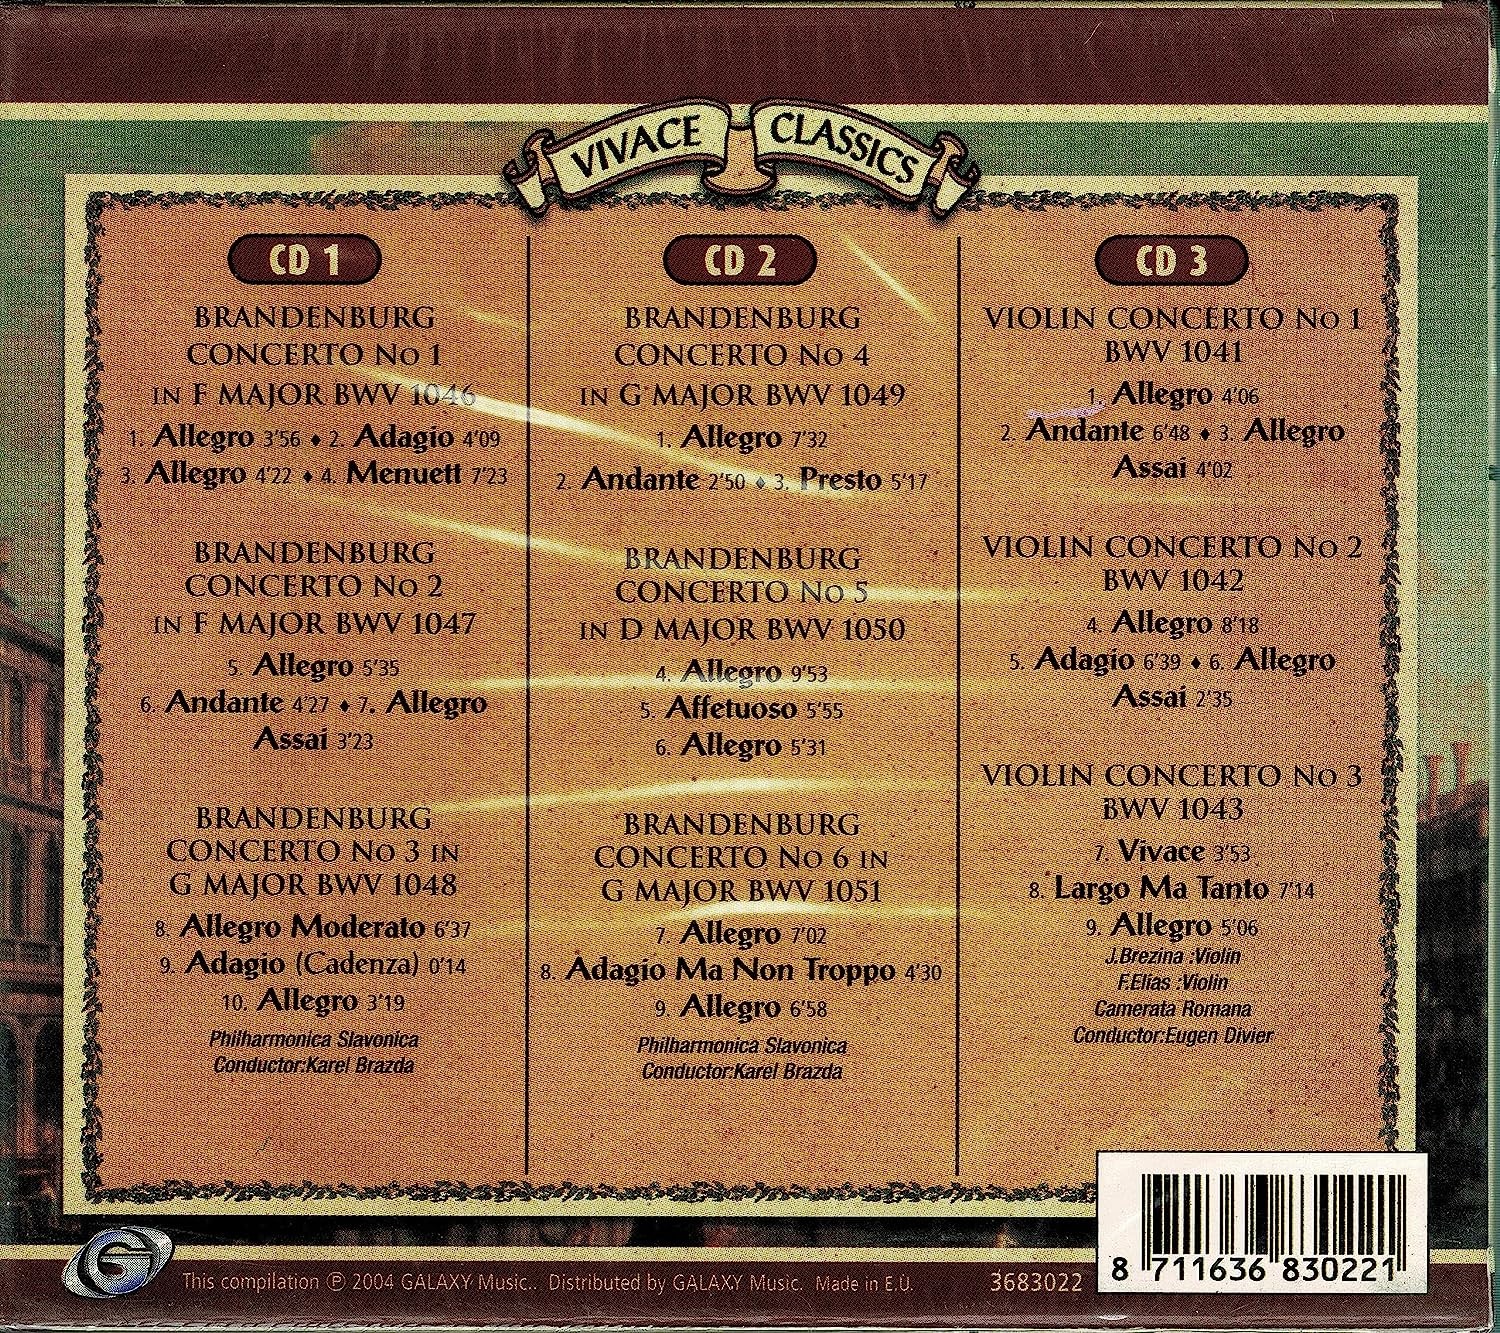 VIVACE CLASSICS
CD 1
BRANDENBURG
CONCERTO No 1
IN F MAJOR BWV 1046
1. Allegro 3'56 ♦ 2. Adagio 4'09
3. Allegro 4'22 ♦ 4. Menuett 7'23
BRANDENBURG
CONCERTO No 2
IN F MAJOR BWV 1047
5. Allegro 5'35
6. Andante 4'27 ♦ 7. Allegro
Assai 3'23
BRANDENBURG
CONCERTO No 3 IN
G MAJOR BWV 1048
8. Allegro Moderato 6'37
9. Adagio (Cadenza) 0'14
10. Allegro 3'19
Philharmonica Slavonica
Conductor:Karel Brazda
CD 2
BRANDENBURG
CONCERTO No 4
IN G MAJOR BWV 1049
1. Allegro 7'32
2. Andante 2'50 ♦ 3. Presto 5'17
BRANDENBURG
CONCERTO No 5
IN D MAJOR BWV 1050
4. Allegro 9'53
5. Affetuoso 5'55
6. Allegro 5'31
BRANDENBURG
CONCERTO No 6 IN
G MAJOR BWV 1051
7. Allegro 7'02
8. Adagio Ma Non Troppo 4'30
9. Allegro 6'58
Philharmonica Slavonica
Conductor:Karel Brazda
CD 3
VIOLIN CONCERTO No 1
BWV 1041
1. Allegro 4'06
2. Andante 6'48 ♦ 3. Allegro
Assai 4'02
VIOLIN CONCERTO No 2
BWV 1042
4. Allegro 8'18
5. Adagio 6'39 ♦ 6. Allegro
Assai 2'35
VIOLIN CONCERTO No 3
BWV 1043
7. Vivace 3'53
8. Largo Ma Tanto 7'14
9. Allegro 5'06
J.Brezina :Violin
F.Elias :Violin
Camerata Romana
Conductor:Eugen Divier
G
This compilation ℗ 2004 GALAXY Music.. Distributed by GALAXY Music. Made in E.U.
3683022
8 711636 830221